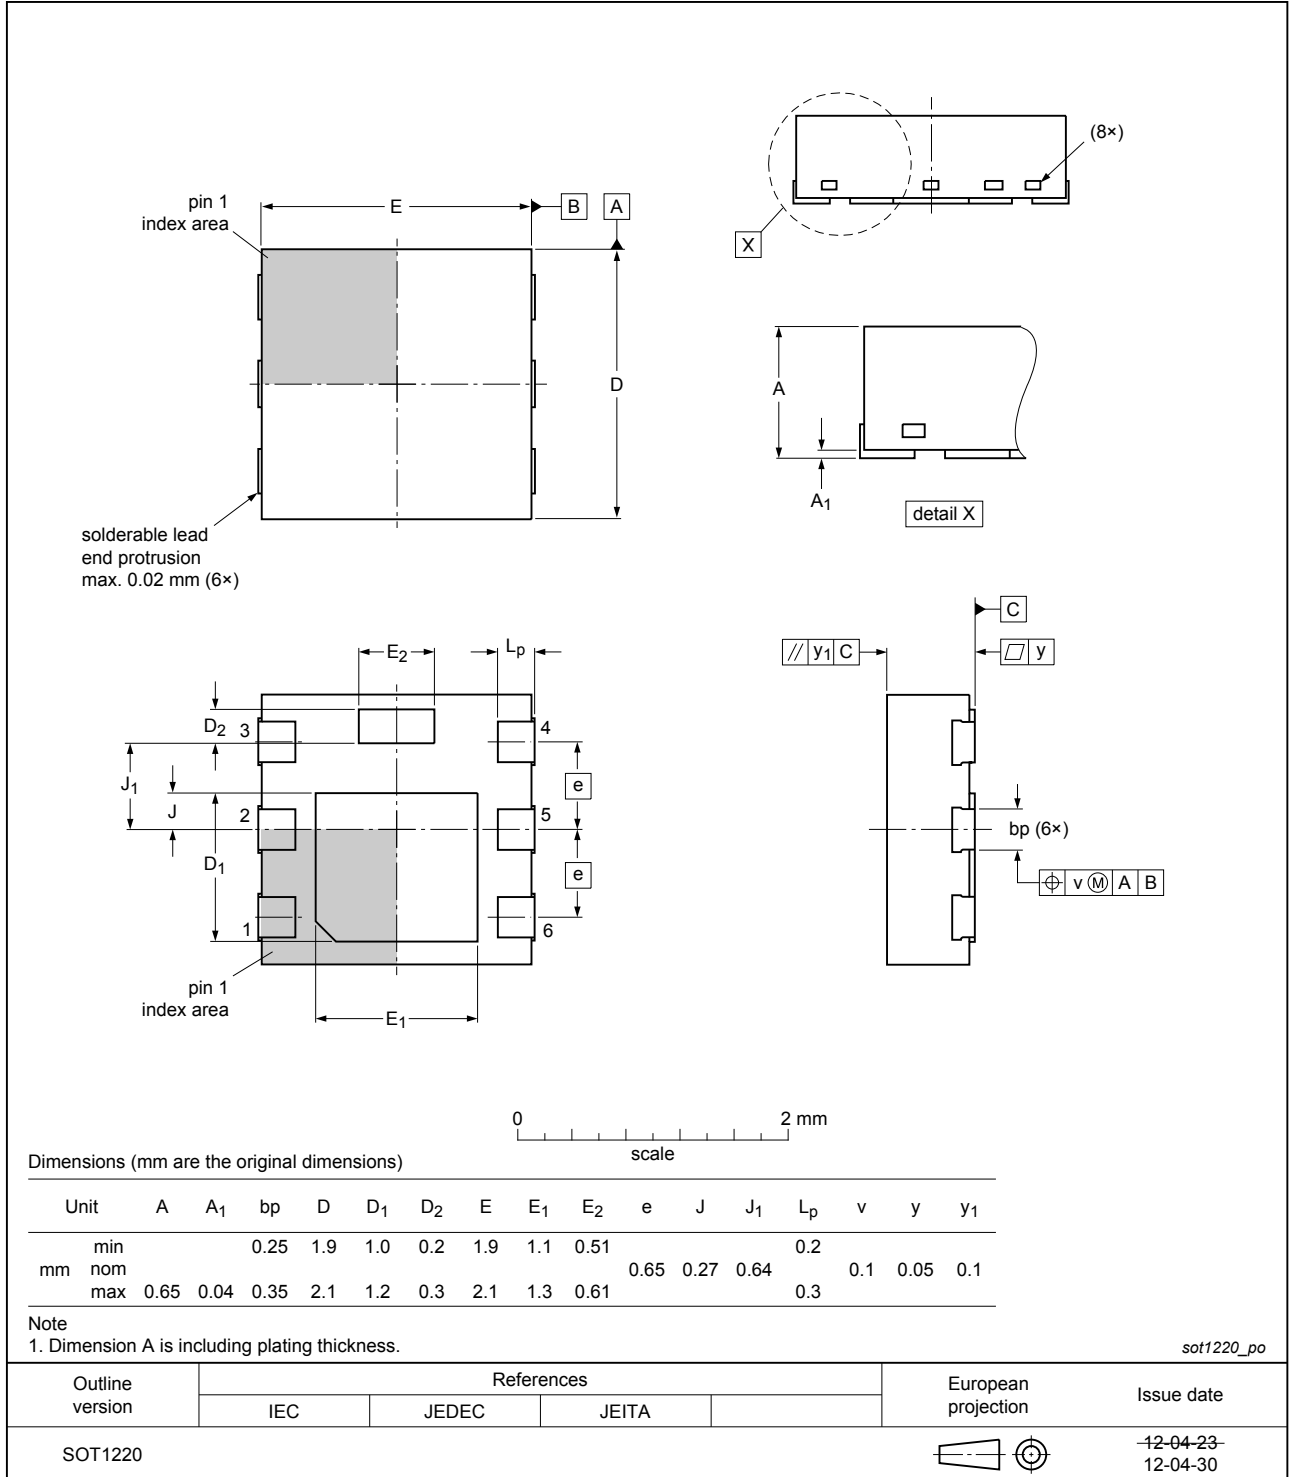 (8×)
pin 1
index area
E
B
A
X
D
A
A1
detail X
solderable lead
end protrusion
max. 0.02 mm (6×)
C
E2
Lp
// y1 C
y
D2
3
4
J1
J
e
2
5
bp (6×)
D1
e
v M A B
1
6
pin 1
index area
E1
0 2 mm
scale
Dimensions (mm are the original dimensions)
Unit A A1 bp D D1 D2 E E1 E2 e J J1 Lp v y y1
min 0.25 1.9 1.0 0.2 1.9 1.1 0.51 0.2
mm nom 0.65 0.27 0.64 0.1 0.05 0.1
max 0.65 0.04 0.35 2.1 1.2 0.3 2.1 1.3 0.61 0.3
Note
1. Dimension A is including plating thickness.
sot1220_po
Outline version
References
European projection
Issue date
IEC JEDEC JEITA
SOT1220
12-04-23
12-04-30